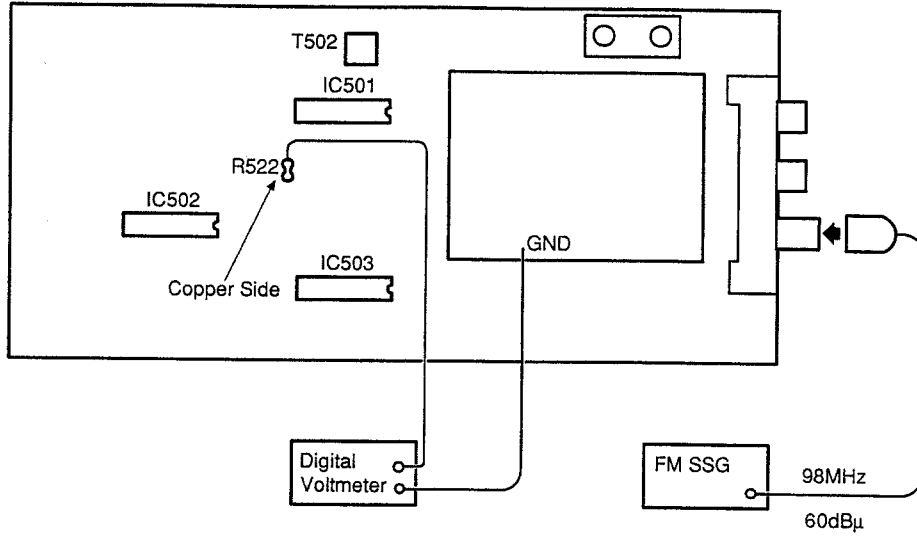 T502
IC501
R522
IC502
GND
IC503
Copper Side
Digital
Voltmeter
FM SSG
98MHz
60dBμ